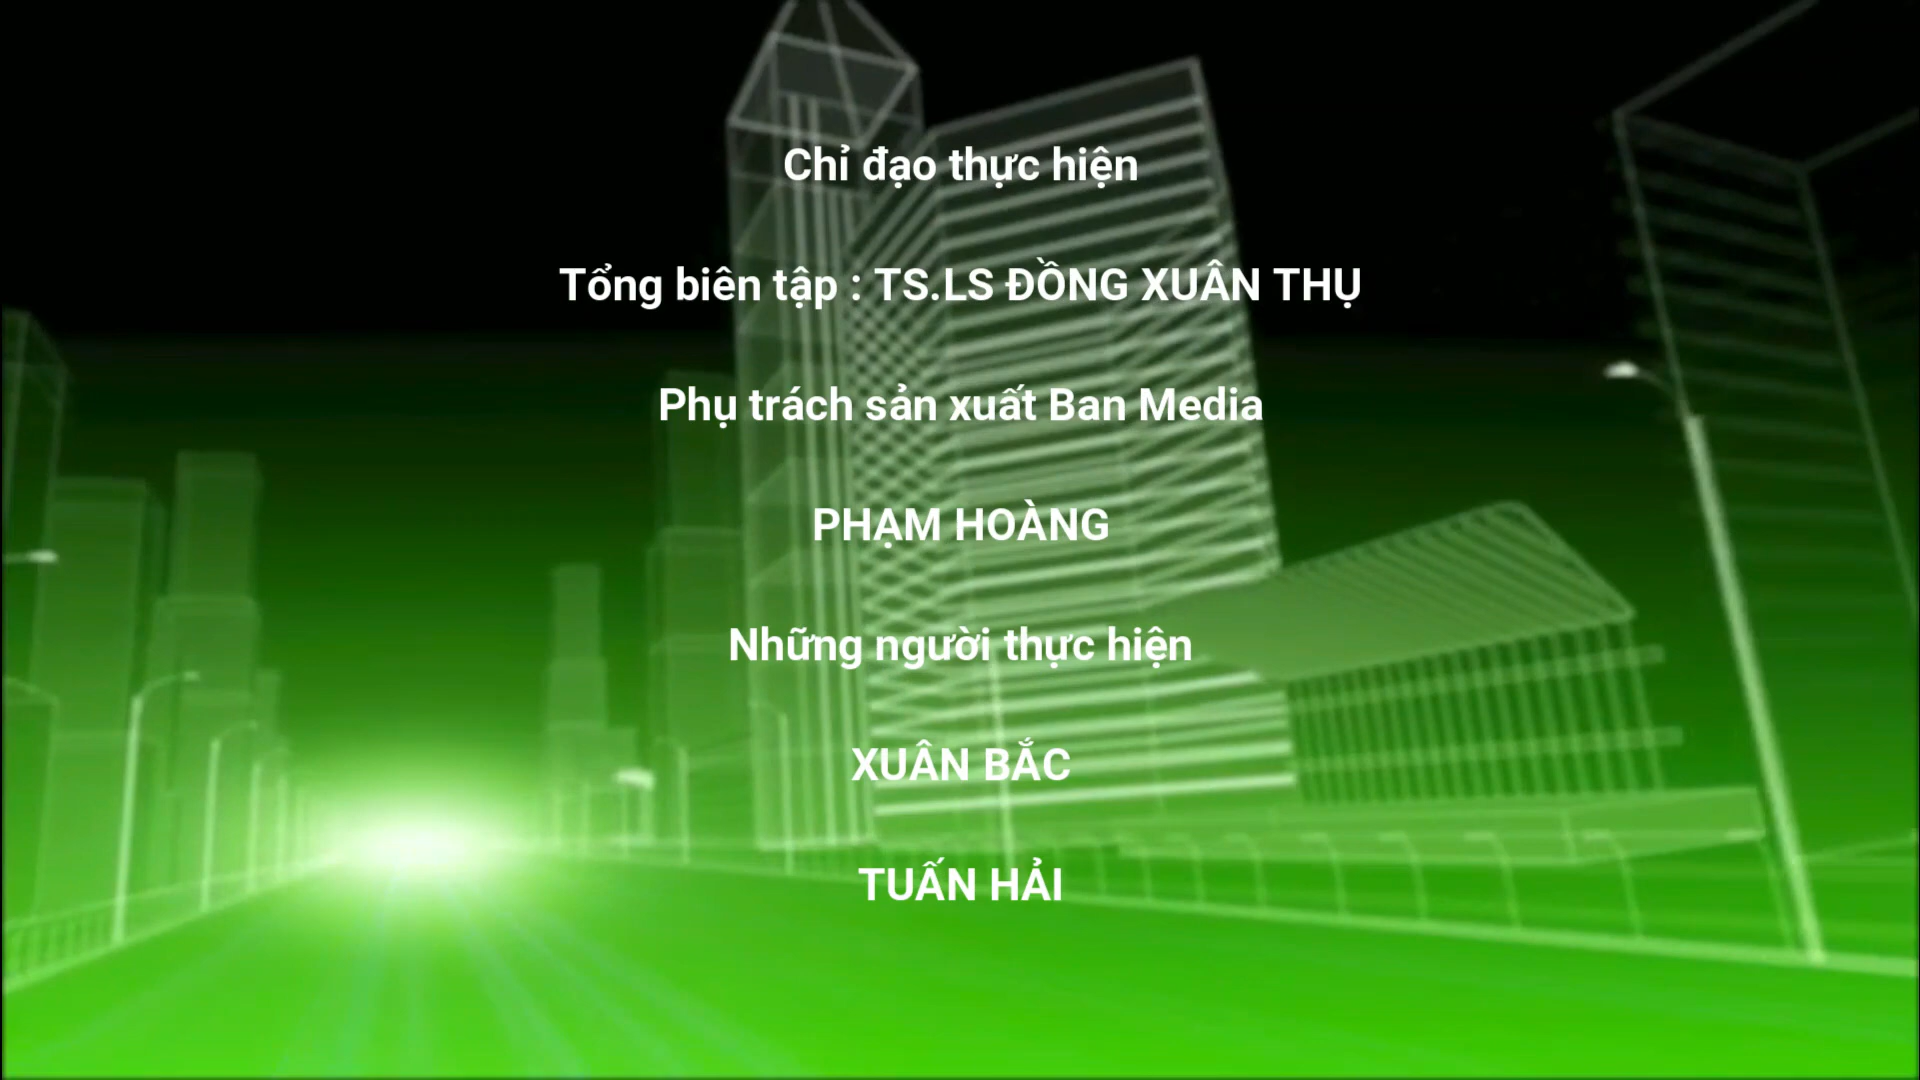 Chỉ đạo thực hiện
Tổng biên tập : TS.LS ĐỒNG XUÂN THỤ
Phụ trách sản xuất Ban Media
PHẠM HOÀNG
Những người thực hiện
XUÂN BẮC
TUẤN HẢI